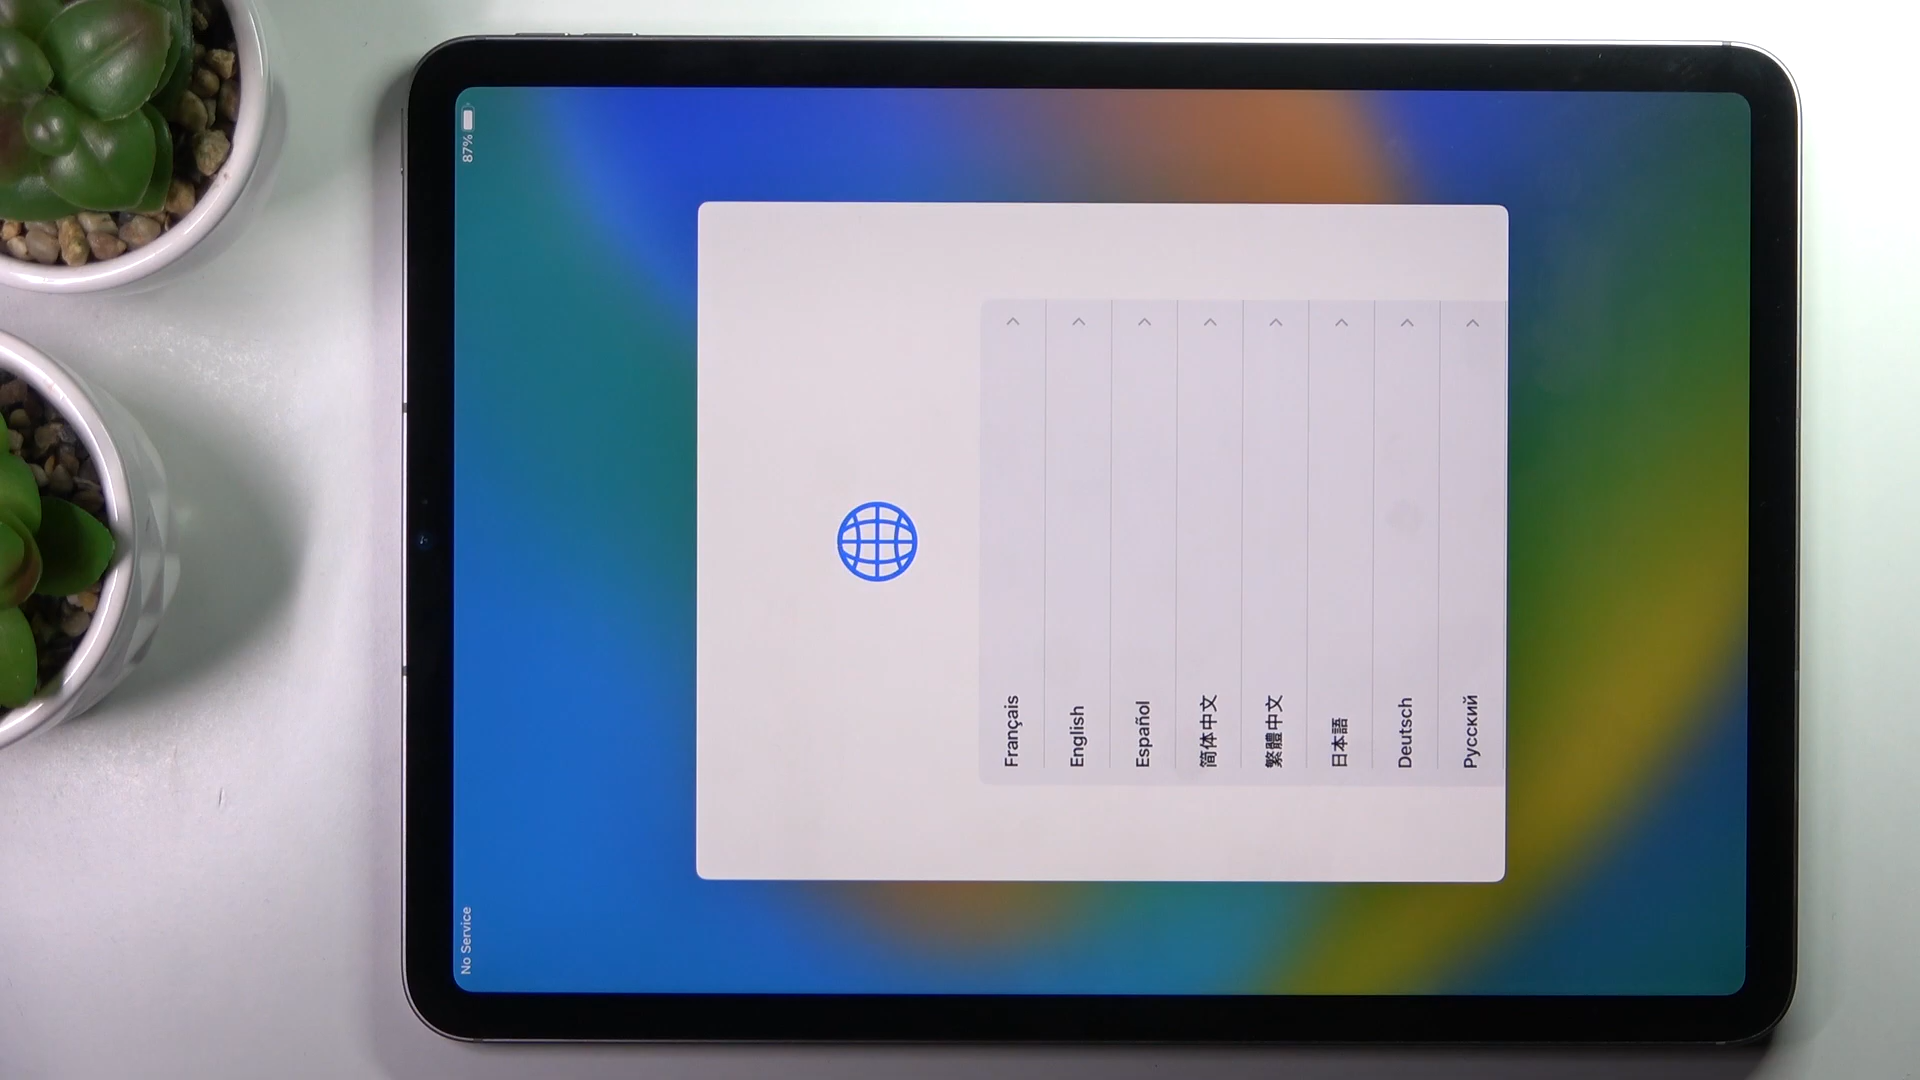 No Service
87%
Français
English
Español
简体中文
繁體中文
日本語
Deutsch
Русский